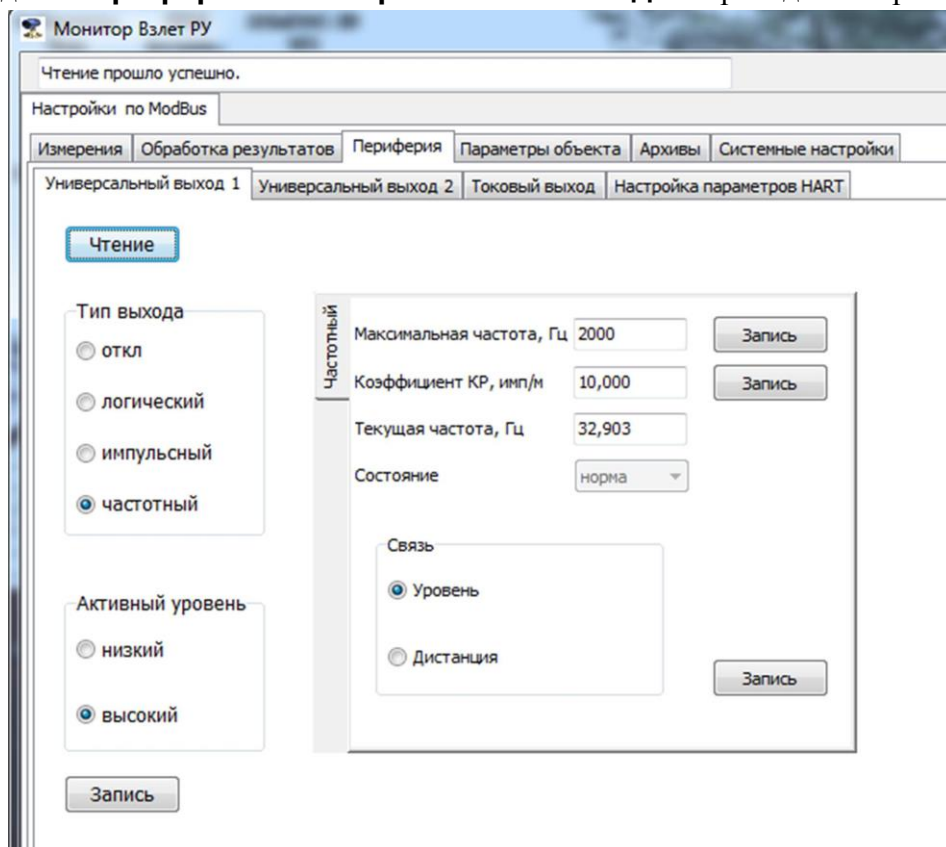 Монитор Взлет РУ
Чтение прошло успешно.
Настройки по ModBus
Измерения Обработка результатов Периферия Параметры объекта Архивы Системные настройки
Универсальный выход 1 Универсальный выход 2 Токовый выход Настройка параметров HART
Чтение
Тип выхода
откл
логический
импульсный
частотный
Активный уровень
низкий
высокий
Запись
Частотный
Максимальная частота, Гц 2000 Запись
Коэффициент КР, имп/м 10,000 Запись
Текущая частота, Гц 32,903
Состояние норма
Связь
Уровень
Дистанция
Запись